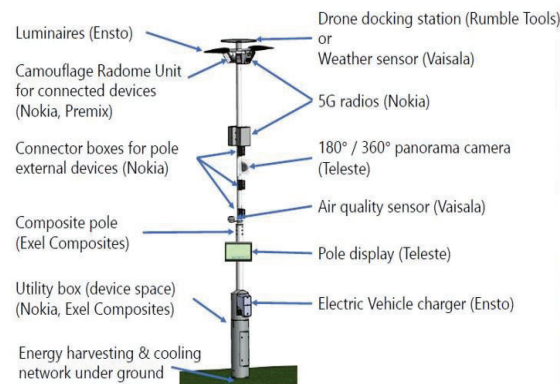 Luminaires (Ensto)
Camouflage Radome Unit
for connected devices
(Nokia, Premix)
Connector boxes for pole
external devices (Nokia)
Composite pole
(Exel Composites)
Utility box (device space)
(Nokia, Exel Composites)
Energy harvesting & cooling
network under ground
Drone docking station (Rumble Tools)
or
Weather sensor (Vaisala)
5G radios (Nokia)
180° / 360° panorama camera
(Teleste)
Air quality sensor (Vaisala)
Pole display (Teleste)
Electric Vehicle charger (Ensto)